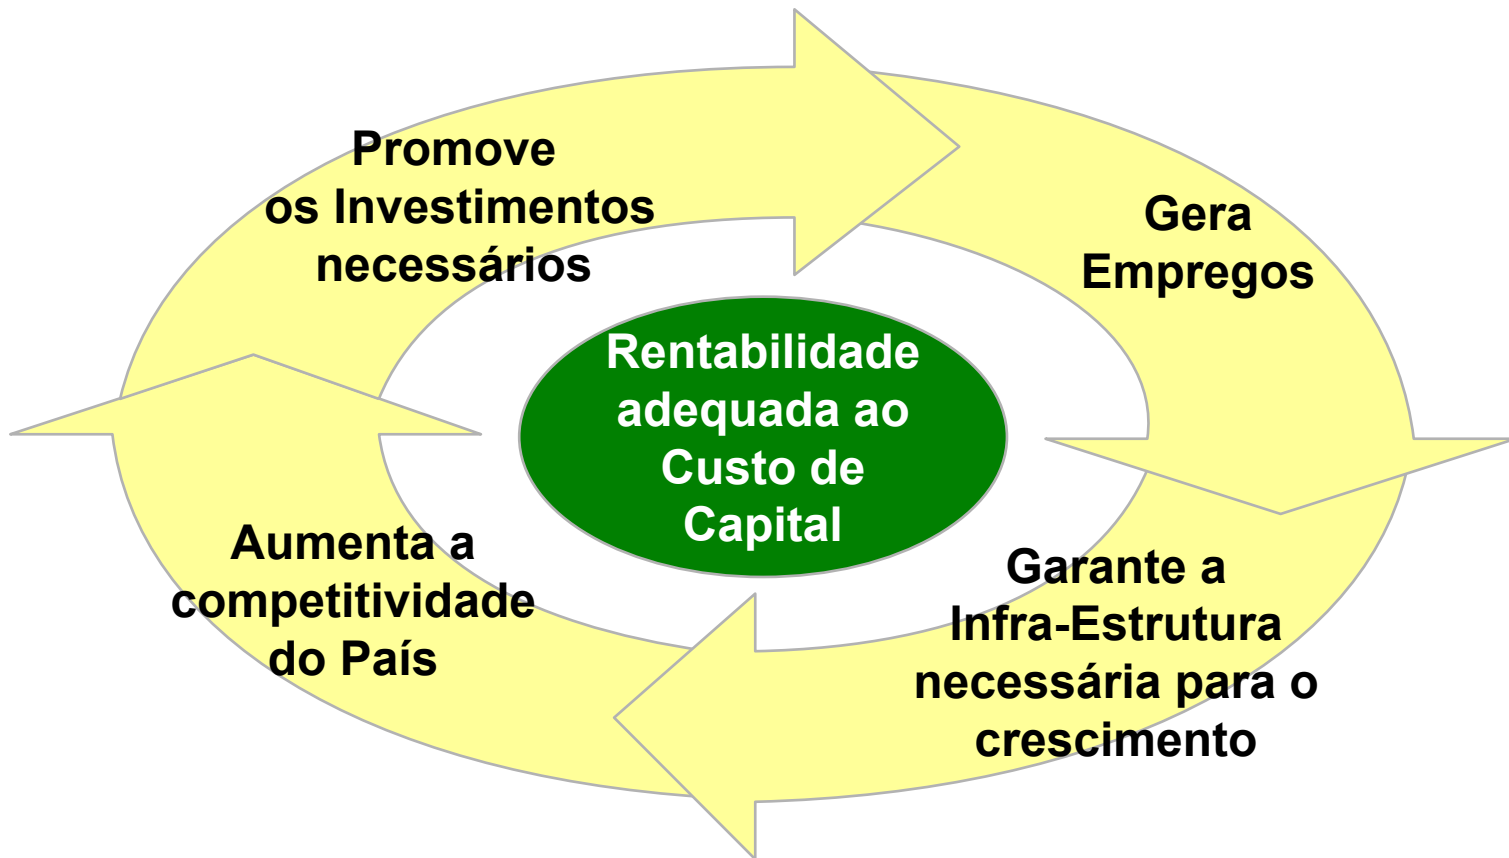 Promove
os Investimentos
necessários
Gera
Empregos
Rentabilidade
adequada ao
Custo de
Capital
Aumenta a
competitividade
do País
Garante a
Infra-Estrutura
necessária para o
crescimento